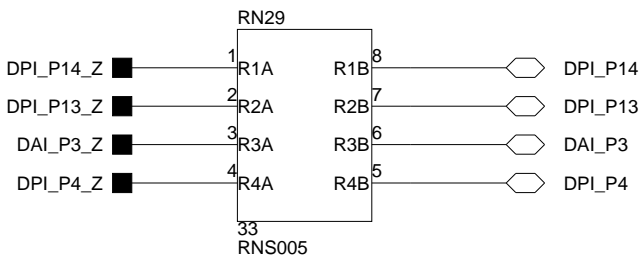 RN29
DPI_P14_Z 1 R1A R1B 8 DPI_P14
DPI_P13_Z 2 R2A R2B 7 DPI_P13
DAI_P3_Z 3 R3A R3B 6 DAI_P3
DPI_P4_Z 4 R4A R4B 5 DPI_P4
33
RNS005